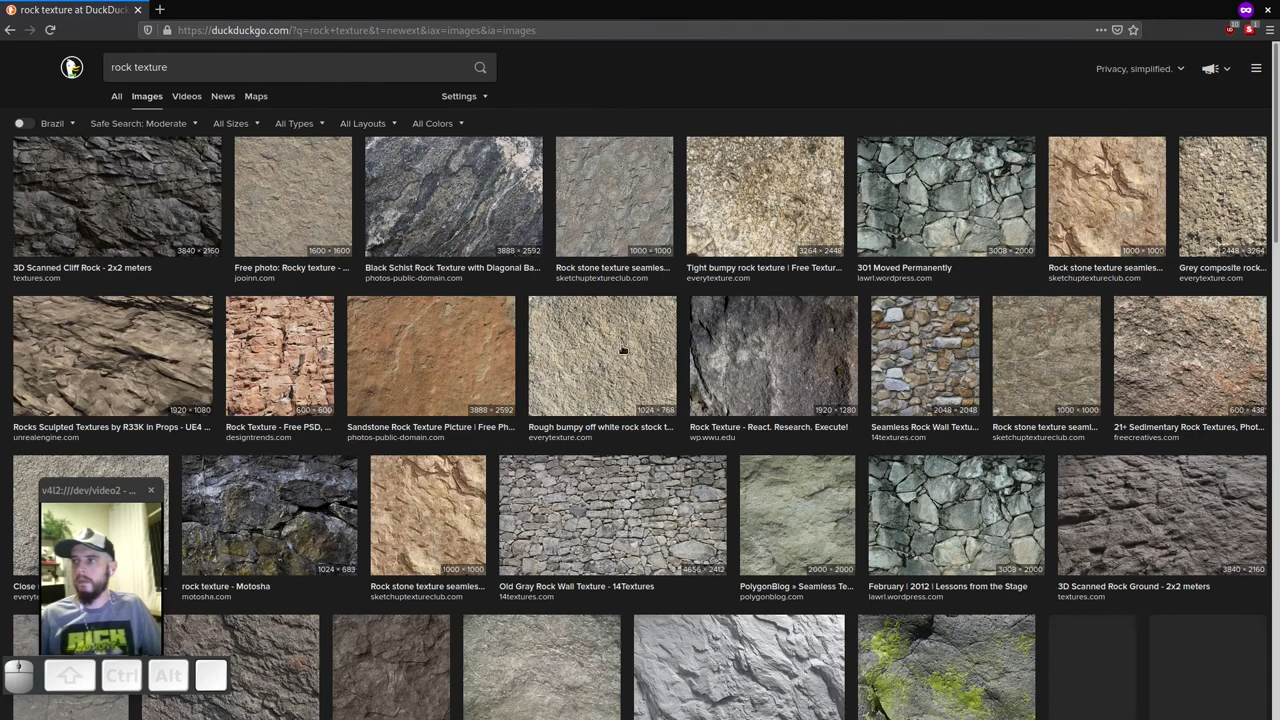 rock texture at DuckDuc
https://duckduckgo.com/?q=rock+texture&t=newext&iax=images&ia=images
10
1
rock texture
Privacy, simplified.
All Images Videos News Maps Settings
Brazil Safe Search: Moderate All Sizes All Types All Layouts All Colors
3840 × 2160
1600 × 1600
3888 × 2592
1000 × 1000
3264 × 2448
3008 × 2000
1000 × 1000
2448 × 3264
3D Scanned Cliff Rock - 2x2 meters
Free photo: Rocky texture - ...
Black Schist Rock Texture with Diagonal Ba...
Rock stone texture seamles...
Tight bumpy rock texture | Free Textur...
301 Moved Permanently
Rock stone texture seamles...
Grey composite rock...
textures.com
jooinn.com
photos-public-domain.com
sketchuptextureclub.com
everytexture.com
lawrl.wordpress.com
sketchuptextureclub.com
everytexture.com
1920 × 1080
600 × 600
3888 × 2592
1024 × 768
1920 × 1280
2048 × 2048
1000 × 1000
600 × 438
Rocks Sculpted Textures by R33K in Props - UE4 ...
Rock Texture - Free PSD, ...
Sandstone Rock Texture Picture | Free Ph...
Rough bumpy off white rock stock t...
Rock Texture - React. Research. Execute!
Seamless Rock Wall Textu...
Rock stone texture seaml...
21+ Sedimentary Rock Textures, Phot...
unrealengine.com
designtrends.com
photos-public-domain.com
everytexture.com
wp.wwu.edu
14textures.com
sketchuptextureclub.com
freecreatives.com
v4l2:///dev/video2 - ...
1024 × 683
1000 × 1000
4656 × 2412
2000 × 2000
3008 × 2000
3840 × 2160
Close
rock texture - Motosha
Rock stone texture seamles...
Old Gray Rock Wall Texture - 14Textures
PolygonBlog » Seamless Te...
February | 2012 | Lessons from the Stage
3D Scanned Rock Ground - 2x2 meters
everyte
motosha.com
sketchuptextureclub.com
14textures.com
polygonblog.com
lawrl.wordpress.com
textures.com
RICK
Ctrl
Alt